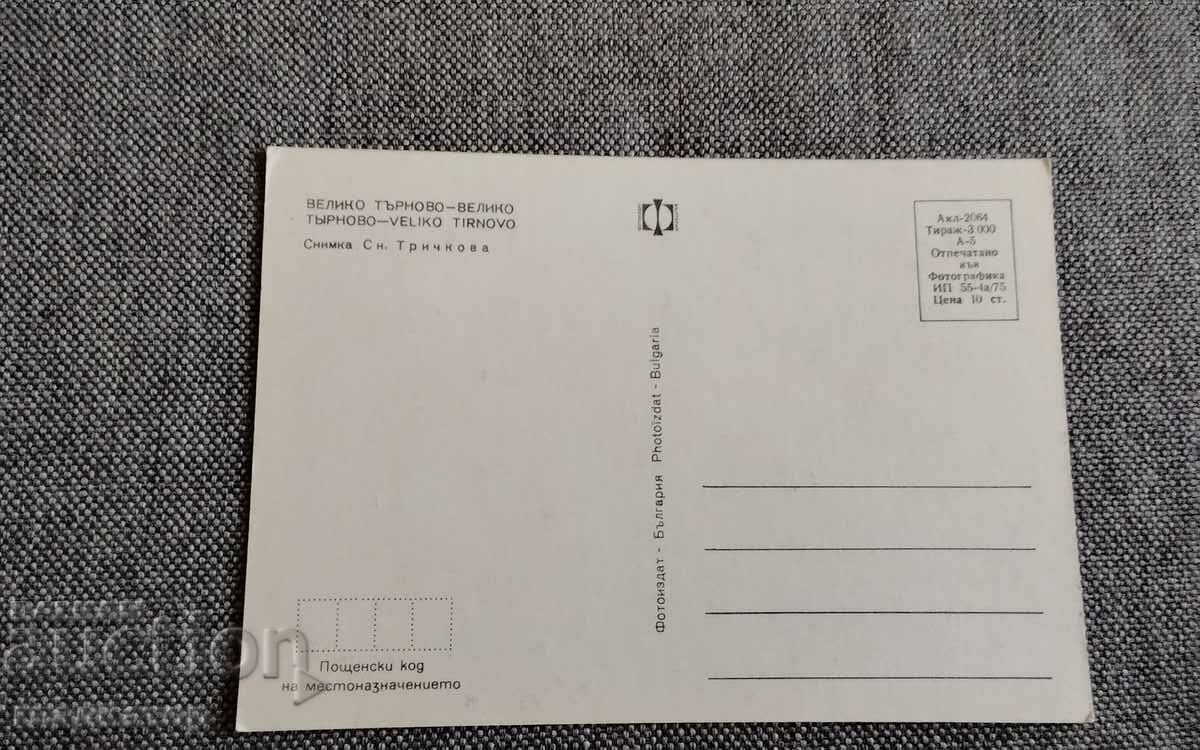 ВЕЛИКО ТЪРНОВО—ВЕЛИКО
ТЫРНОВО—VELIKO TIRNOVO
Снимка Сн. Тричкова
Акл-2064
Тираж-3 000
А-5
Отпечатано
във
Фотографика
ИП 55-4а/75
Цена 10 ст.
Фотоиздат - България Photoizdat - Bulgaria
Пощенски код
на местоназначението
auction